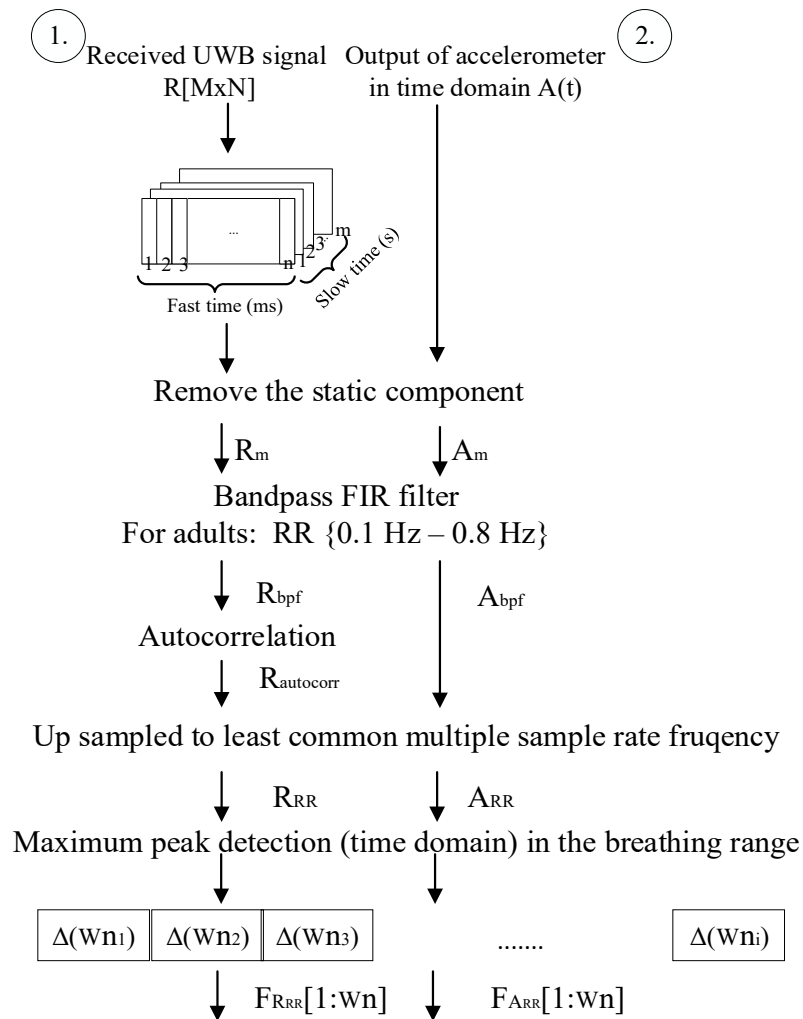 1.
Received UWB signal
R[MxN]
Output of accelerometer
in time domain A(t)
2.
...
1 2 3 n
1 2 3.. m
Fast time (ms)
Slow time (s)
Remove the static component
Rm
Am
Bandpass FIR filter
For adults: RR {0.1 Hz – 0.8 Hz}
Rbpf
Abpf
Autocorrelation
Rautocorr
Up sampled to least common multiple sample rate fruqency
RRR
ARR
Maximum peak detection (time domain) in the breathing range
Δ(Wn1) Δ(Wn2) Δ(Wn3) ....... Δ(Wni)
FRRR[1:wn]
FARR[1:wn]